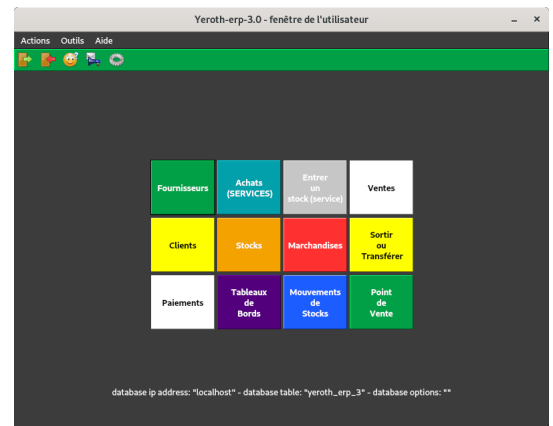 Yeroth-erp-3.0 - fenêtre de l'utilisateur
Actions Outils Aide
Fournisseurs
Achats
(SERVICES)
Entrer
un
stock (service)
Ventes
Clients
Stocks
Marchandises
Sortir
ou
Transférer
Paiements
Tableaux
de
Bords
Mouvements
de
Stocks
Point
de
Vente
database ip address: "localhost" - database table: "yeroth_erp_3" - database options: ""